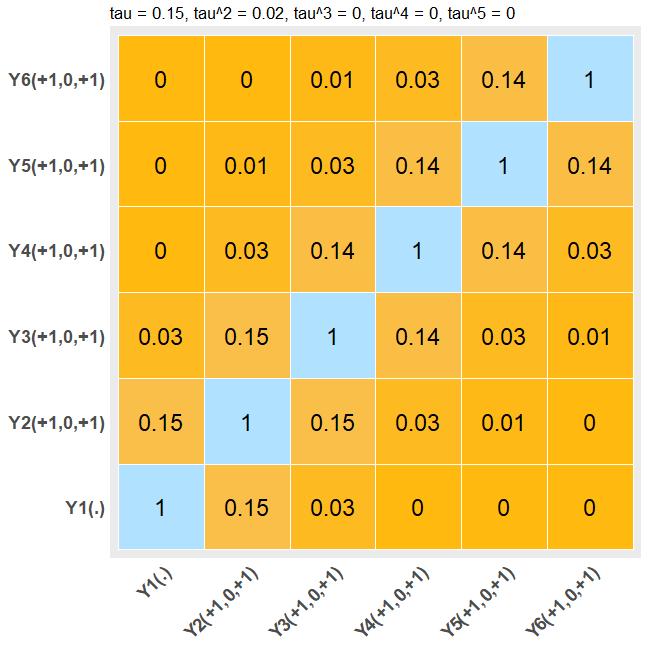 tau = 0.15, tau^2 = 0.02, tau^3 = 0, tau^4 = 0, tau^5 = 0
Y6(+1,0,+1) 0 0 0.01 0.03 0.14 1
Y5(+1,0,+1) 0 0.01 0.03 0.14 1 0.14
Y4(+1,0,+1) 0 0.03 0.14 1 0.14 0.03
Y3(+1,0,+1) 0.03 0.15 1 0.14 0.03 0.01
Y2(+1,0,+1) 0.15 1 0.15 0.03 0.01 0
Y1(.) 1 0.15 0.03 0 0 0
Y1(.) Y2(+1,0,+1) Y3(+1,0,+1) Y4(+1,0,+1) Y5(+1,0,+1) Y6(+1,0,+1)